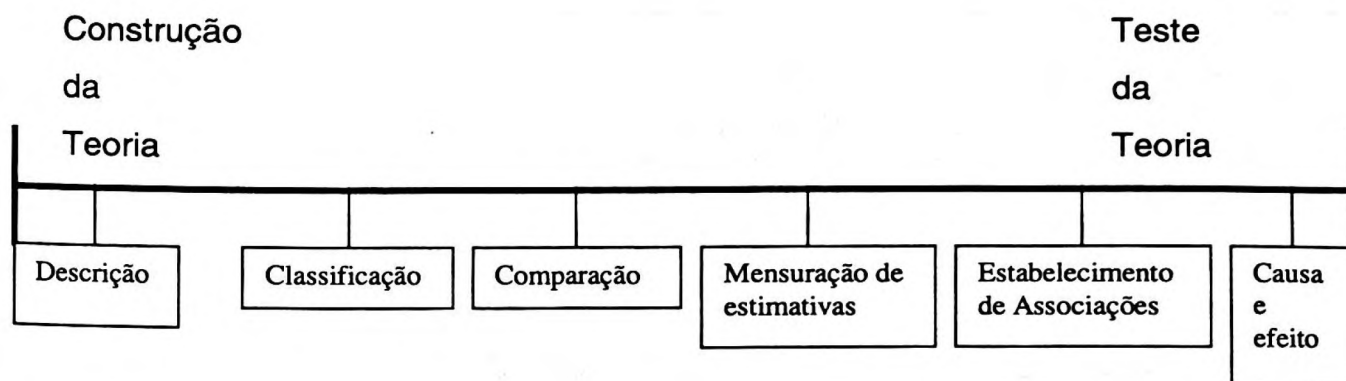 Construção
da
Teoria
Teste
da
Teoria
Descrição
Classificação
Comparação
Mensuração de
estimativas
Estabelecimento
de Associações
Causa
e
efeito